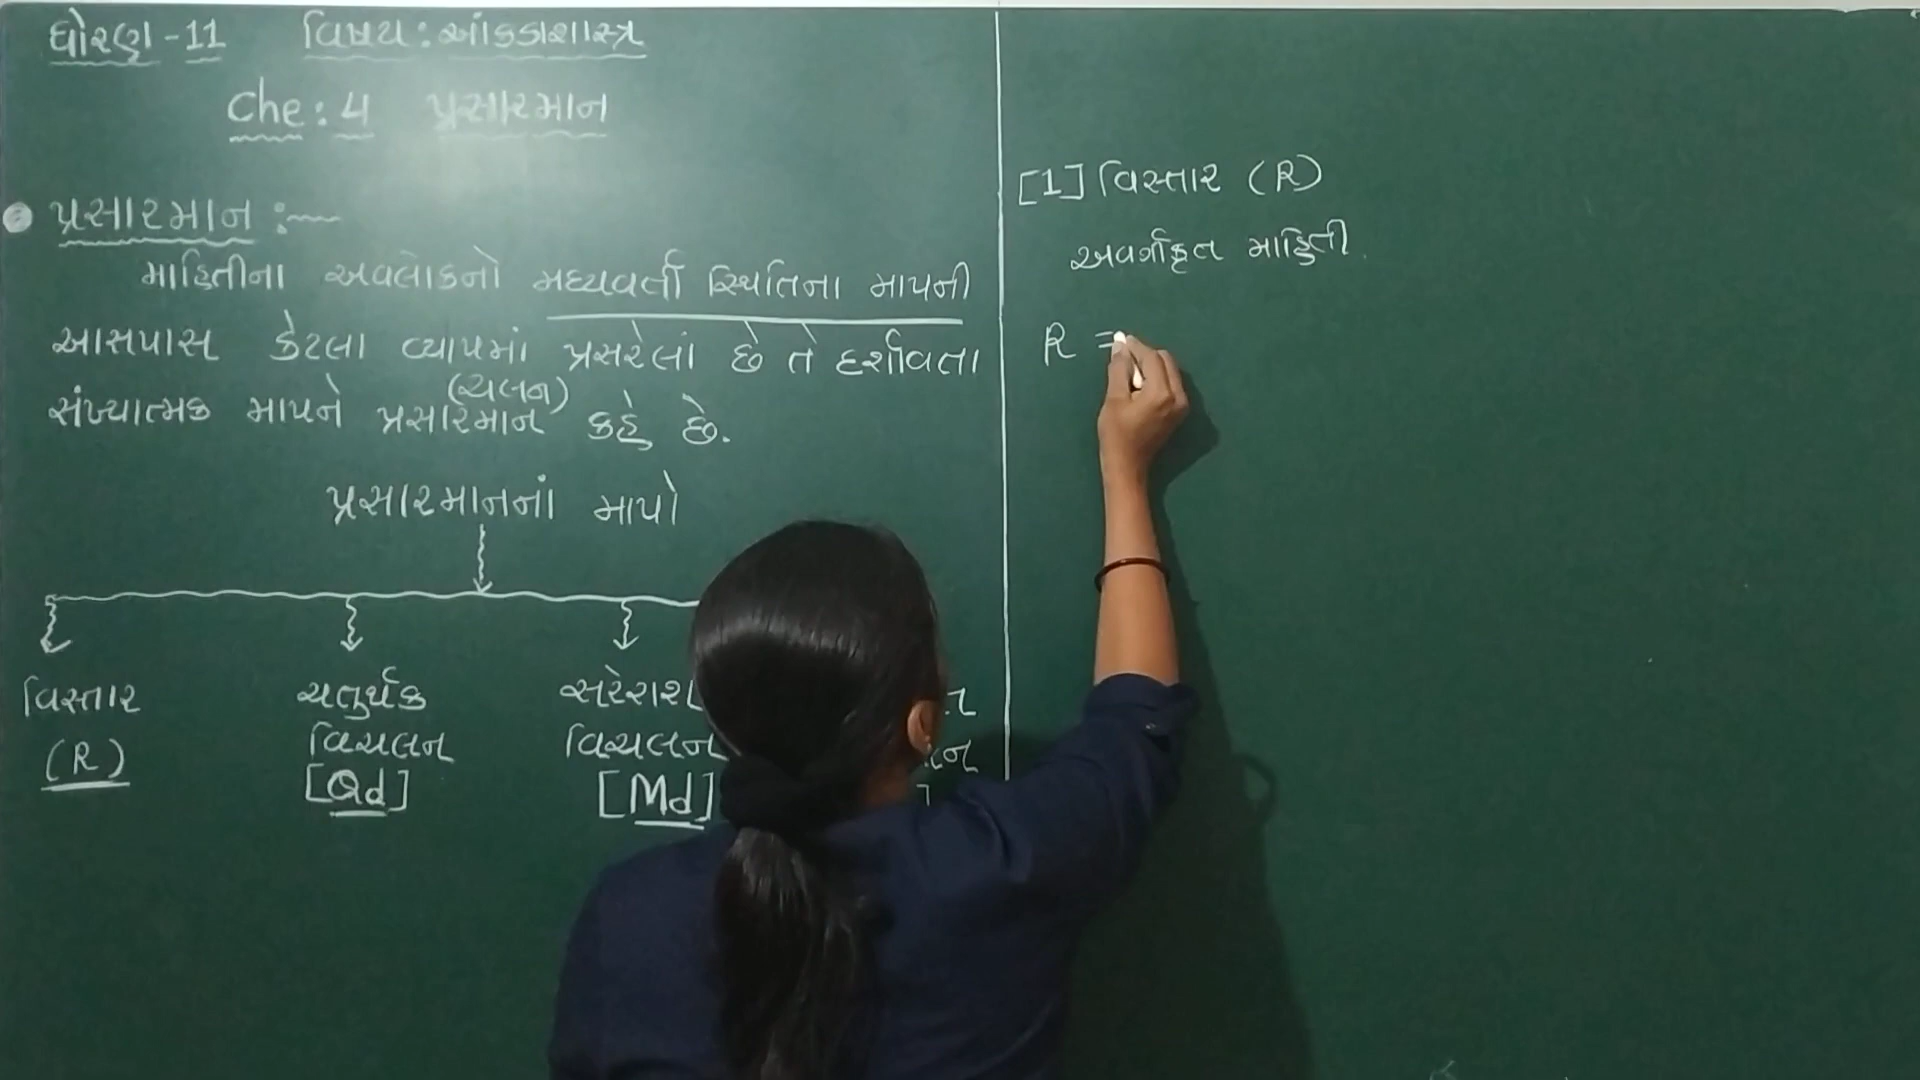 ધોરણ - 11 વિષય : આંકડાશાસ્ત્ર
Che : 4 પ્રસારમાન
પ્રસારમાન :
માહિતીના અવલોકનો મધ્યવર્તી સ્થિતિના માપની
આસપાસ કેટલા વ્યાપમાં પ્રસરેલાં છે તે દર્શાવતા
(ચલન)
સંખ્યાત્મક માપને પ્રસારમાન કહે છે.
પ્રસારમાનનાં માપો
વિસ્તાર
(R)
ચતુર્થક
વિચલન
[Qd]
સરેરાશ
વિચલન
[Md]
[1] વિસ્તાર (R)
અવર્ગીકૃત માહિતી.
R =